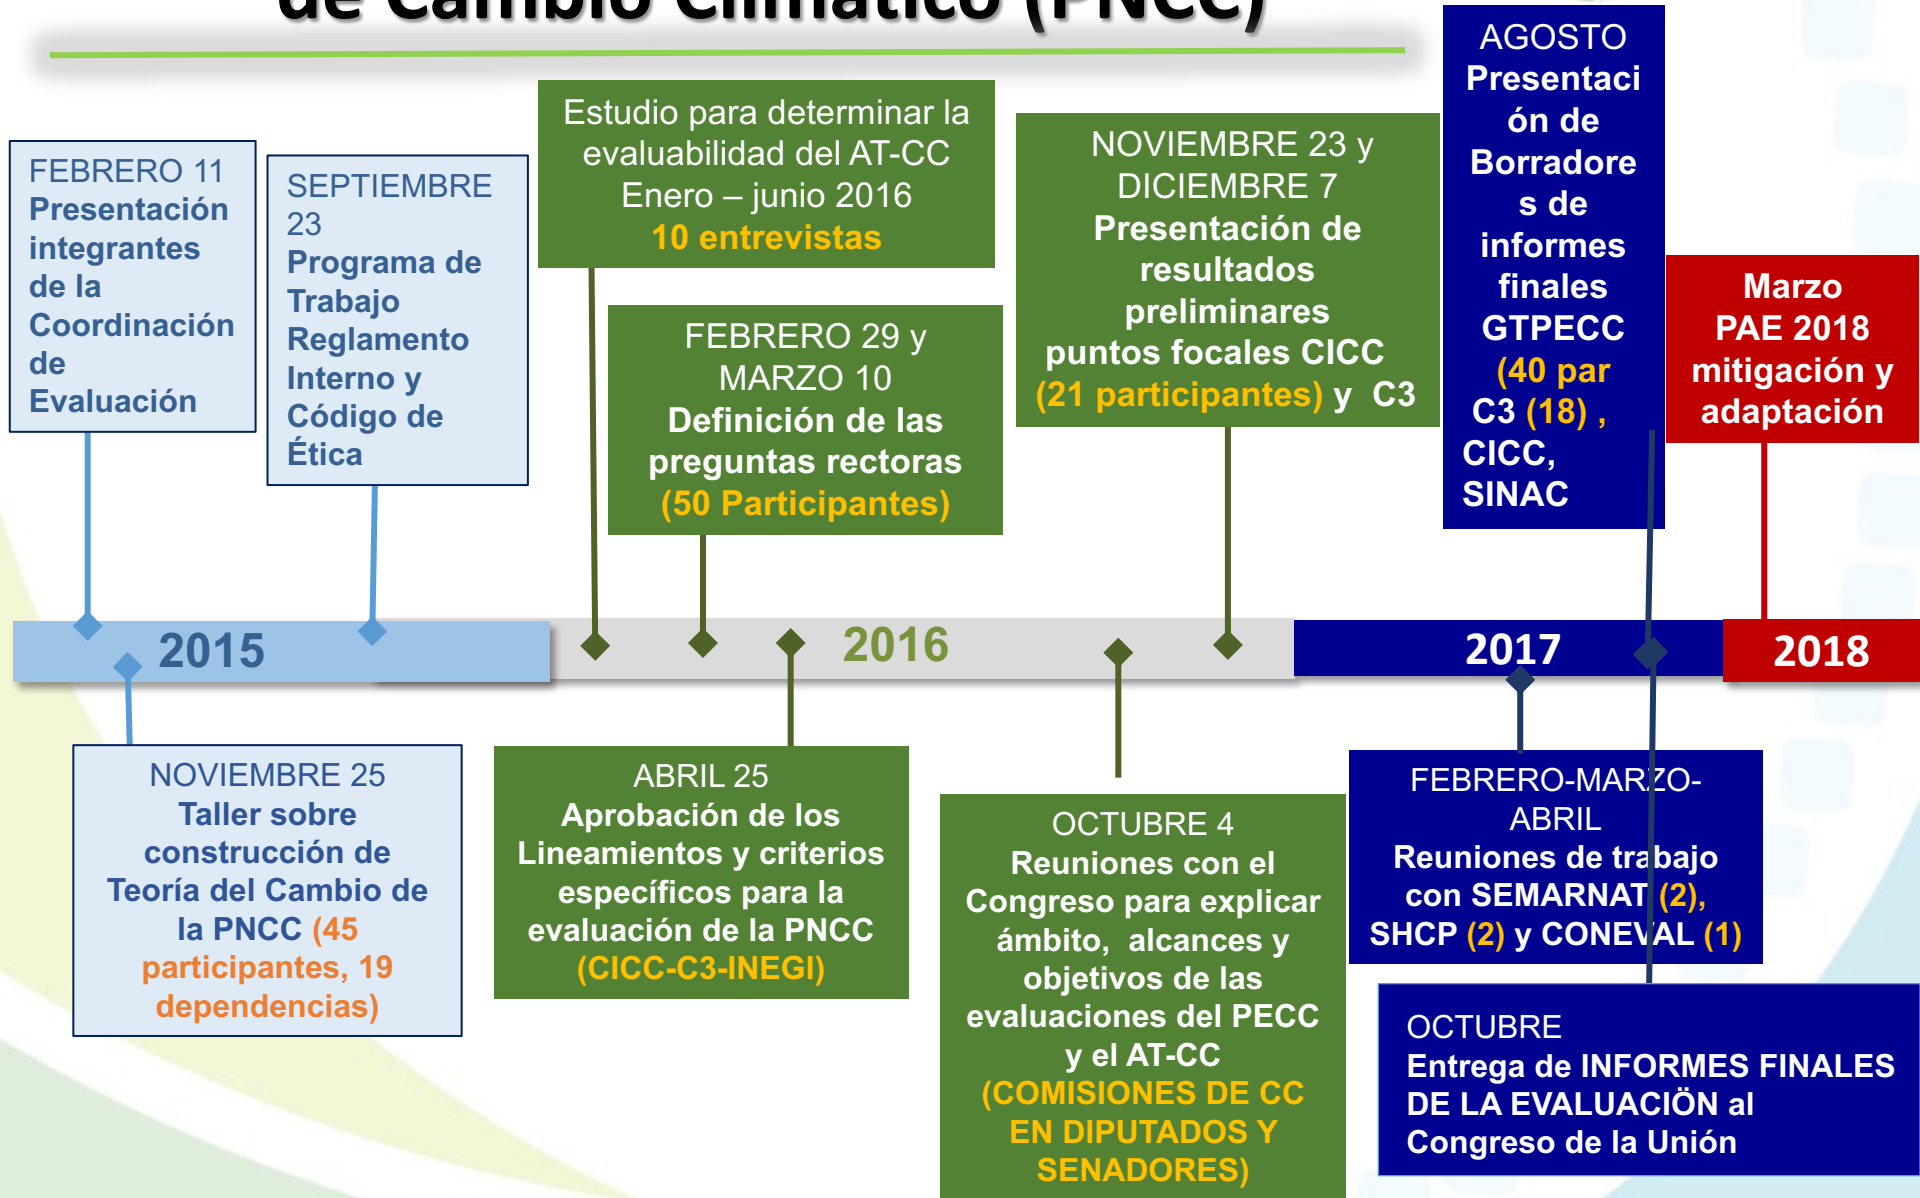 de Cambio Climático (PNCC)
FEBRERO 11
Presentación
integrantes
de la
Coordinación
de
Evaluación
SEPTIEMBRE
23
Programa de
Trabajo
Reglamento
Interno y
Código de
Ética
Estudio para determinar la
evaluabilidad del AT-CC
Enero – junio 2016
10 entrevistas
FEBRERO 29 y
MARZO 10
Definición de las
preguntas rectoras
(50 Participantes)
NOVIEMBRE 23 y
DICIEMBRE 7
Presentación de
resultados
preliminares
puntos focales CICC
(21 participantes) y C3
AGOSTO
Presentaci
ón de
Borradore
s de
informes
finales
GTPECC
(40 par
C3 (18) ,
CICC,
SINAC
Marzo
PAE 2018
mitigación y
adaptación
2015
2016
2017
2018
NOVIEMBRE 25
Taller sobre
construcción de
Teoría del Cambio de
la PNCC (45
participantes, 19
dependencias)
ABRIL 25
Aprobación de los
Lineamientos y criterios
específicos para la
evaluación de la PNCC
(CICC-C3-INEGI)
OCTUBRE 4
Reuniones con el
Congreso para explicar
ámbito, alcances y
objetivos de las
evaluaciones del PECC
y el AT-CC
(COMISIONES DE CC
EN DIPUTADOS Y
SENADORES)
FEBRERO-MARZO-
ABRIL
Reuniones de trabajo
con SEMARNAT (2),
SHCP (2) y CONEVAL (1)
OCTUBRE
Entrega de INFORMES FINALES
DE LA EVALUACIÖN al
Congreso de la Unión